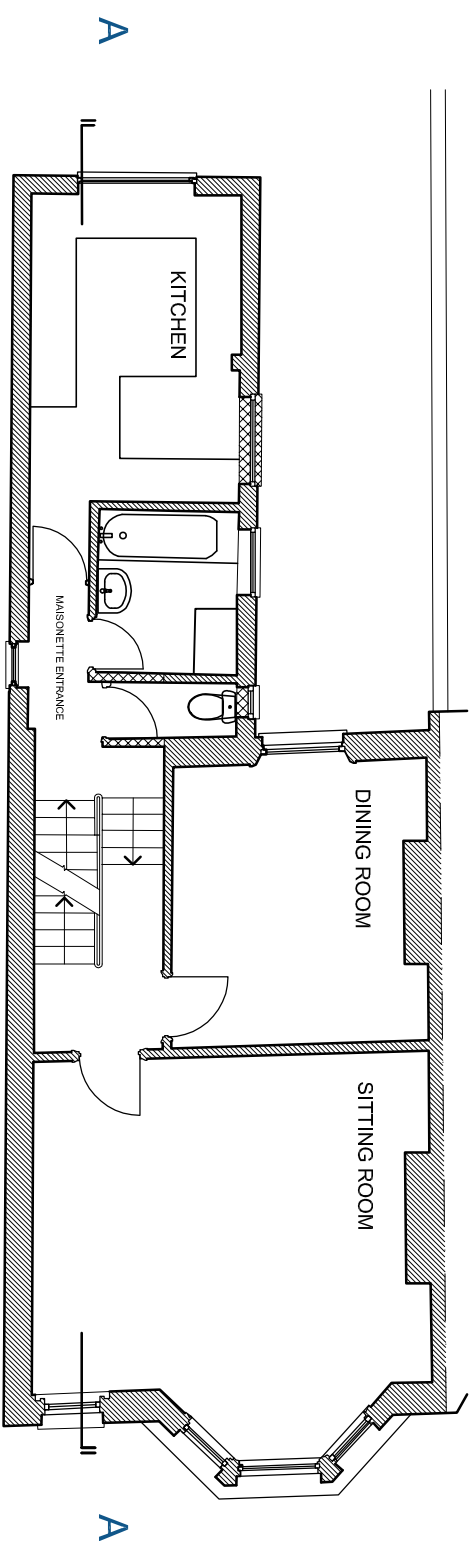 A
KITCHEN
MAISONETTE ENTRANCE
DINING ROOM
SITTING ROOM
A